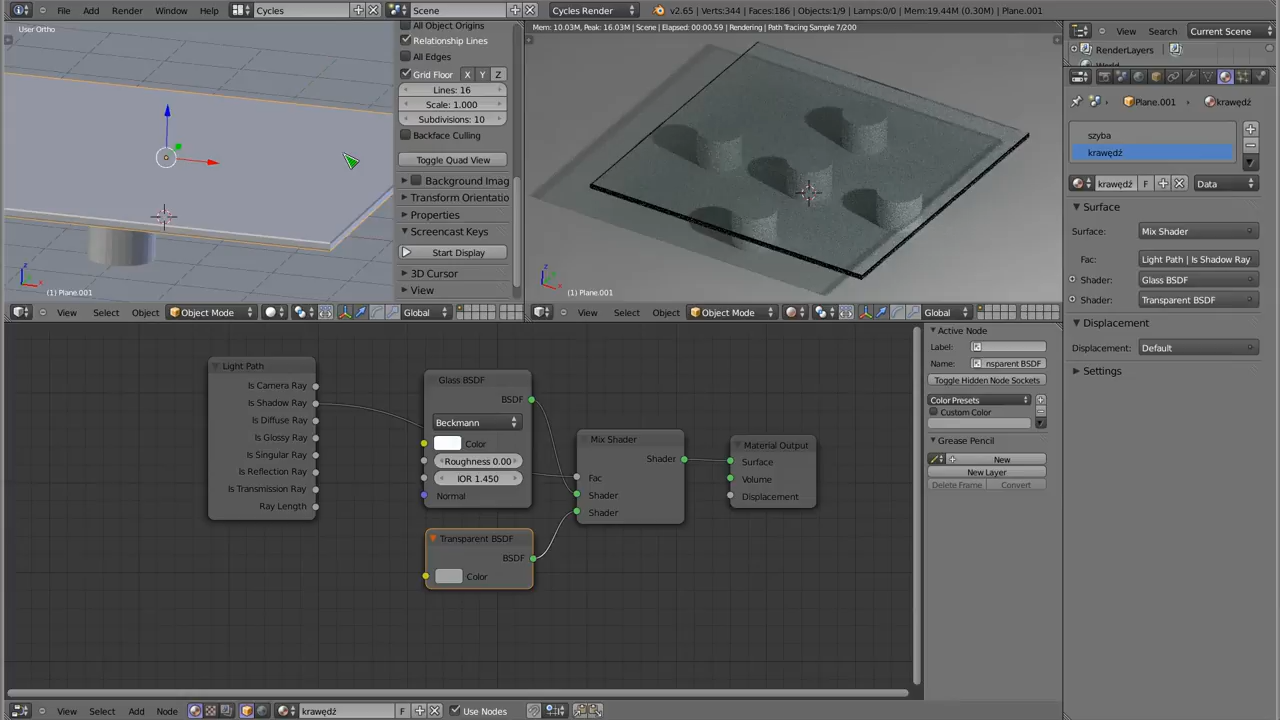 File Add Render Window Help Cycles Scene Cycles Render v2.65 | Verts:344 | Faces:186 | Objects:1/9 | Lamps:0/0 | Mem:19.44M (0.30M) | Plane.001
View Search Current Scene
User Ortho
All Object Origins
Relationship Lines
All Edges
Grid Floor X Y Z
Lines: 16
Scale: 1.000
Subdivisions: 10
Backface Culling
Toggle Quad View
Background Imag
Transform Orientatio
Properties
Screencast Keys
Start Display
3D Cursor
View
(1) Plane.001
View Select Object Object Mode Global
Mem: 10.03M, Peak: 16.03M | Scene | Elapsed: 00:00.59 | Rendering | Path Tracing Sample 7/200
(1) Plane.001
View Select Object Object Mode Global
RenderLayers
World
Plane.001 krawędź
szyba
krawędź
krawędź F Data
Surface
Surface: Mix Shader
Fac: Light Path | Is Shadow Ray
Shader: Glass BSDF
Shader: Transparent BSDF
Displacement
Displacement: Default
Settings
Light Path
Is Camera Ray
Is Shadow Ray
Is Diffuse Ray
Is Glossy Ray
Is Singular Ray
Is Reflection Ray
Is Transmission Ray
Ray Length
Glass BSDF
BSDF
Beckmann
Color
Roughness 0.00
IOR 1.450
Normal
Transparent BSDF
BSDF
Color
Mix Shader
Shader
Fac
Shader
Shader
Material Output
Surface
Volume
Displacement
Active Node
Label:
Name: nsparent BSDF
Toggle Hidden Node Sockets
Color Presets
Custom Color
Grease Pencil
New
New Layer
Delete Frame Convert
View Select Add Node krawędź F Use Nodes